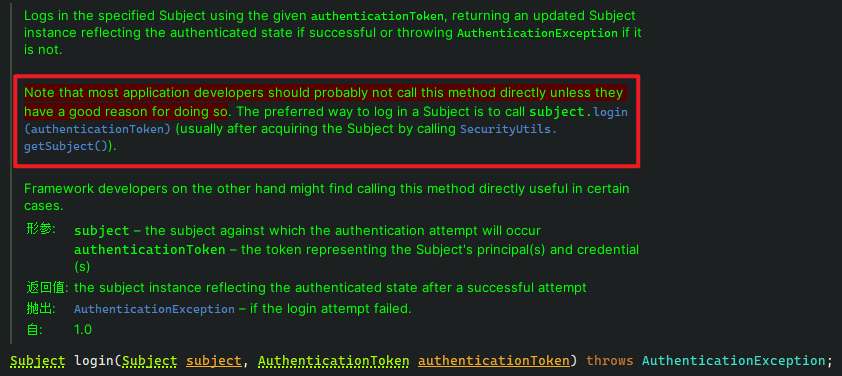 Logs in the specified Subject using the given authenticationToken, returning an updated Subject
instance reflecting the authenticated state if successful or throwing AuthenticationException if it
is not.
Note that most application developers should probably not call this method directly unless they
have a good reason for doing so. The preferred way to log in a Subject is to call subject.login
(authenticationToken) (usually after acquiring the Subject by calling SecurityUtils.
getSubject()).
Framework developers on the other hand might find calling this method directly useful in certain
cases.
形参: subject – the subject against which the authentication attempt will occur
authenticationToken – the token representing the Subject's principal(s) and credential
(s)
返回值: the subject instance reflecting the authenticated state after a successful attempt
抛出: AuthenticationException – if the login attempt failed.
自: 1.0
Subject login(Subject subject, AuthenticationToken authenticationToken) throws AuthenticationException;